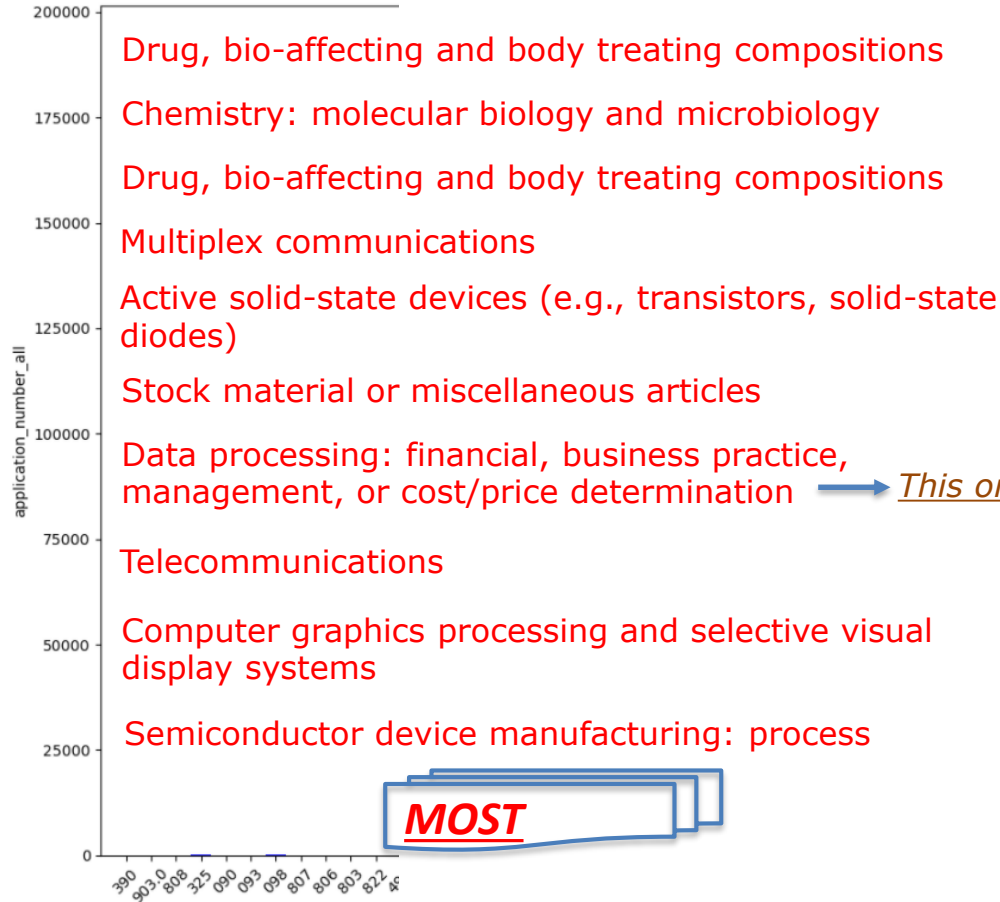 200000
Drug, bio-affecting and body treating compositions
175000
Chemistry: molecular biology and microbiology
Drug, bio-affecting and body treating compositions
150000
Multiplex communications
Active solid-state devices (e.g., transistors, solid-state
125000
diodes)
application_number_all
Stock material or miscellaneous articles
100000
Data processing: financial, business practice,
management, or cost/price determination
This
75000
Telecommunications
Computer graphics processing and selective visual
50000
display systems
Semiconductor device manufacturing: process
25000
MOST
0
390 903.0 808 325 090 093 098 807 806 803 822